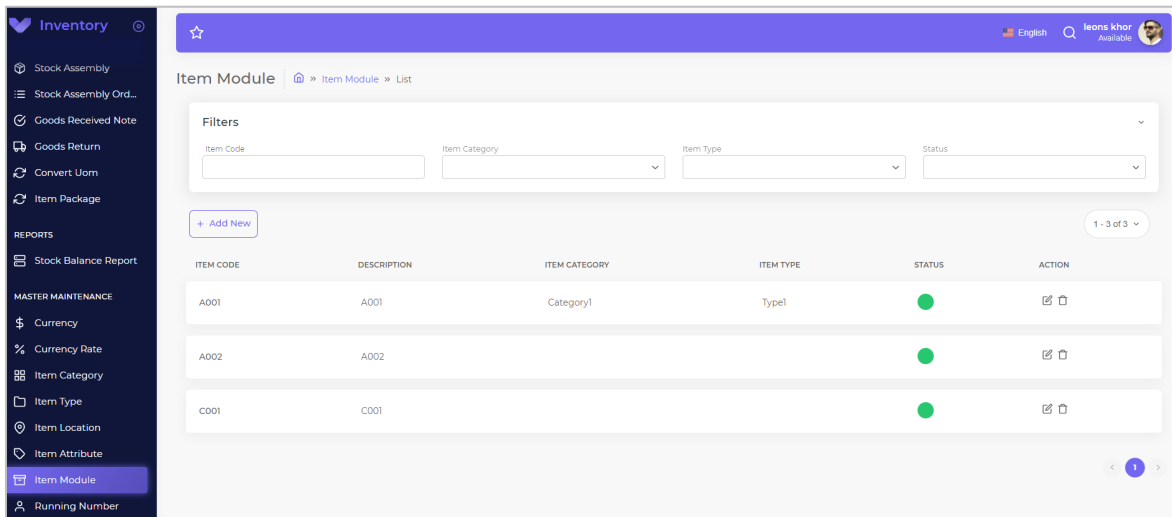 Inventory
Stock Assembly
Stock Assembly Ord...
Goods Received Note
Goods Return
Convert Uom
Item Package
REPORTS
Stock Balance Report
MASTER MAINTENANCE
Currency
Currency Rate
Item Category
Item Type
Item Location
Item Attribute
Item Module
Running Number
English
leons khor
Available
Item Module » Item Module » List
Filters
Item Code Item Category Item Type Status
+ Add New
1 - 3 of 3
ITEM CODE DESCRIPTION ITEM CATEGORY ITEM TYPE STATUS ACTION
A001 A001 Category1 Type1
A002 A002
C001 C001
1